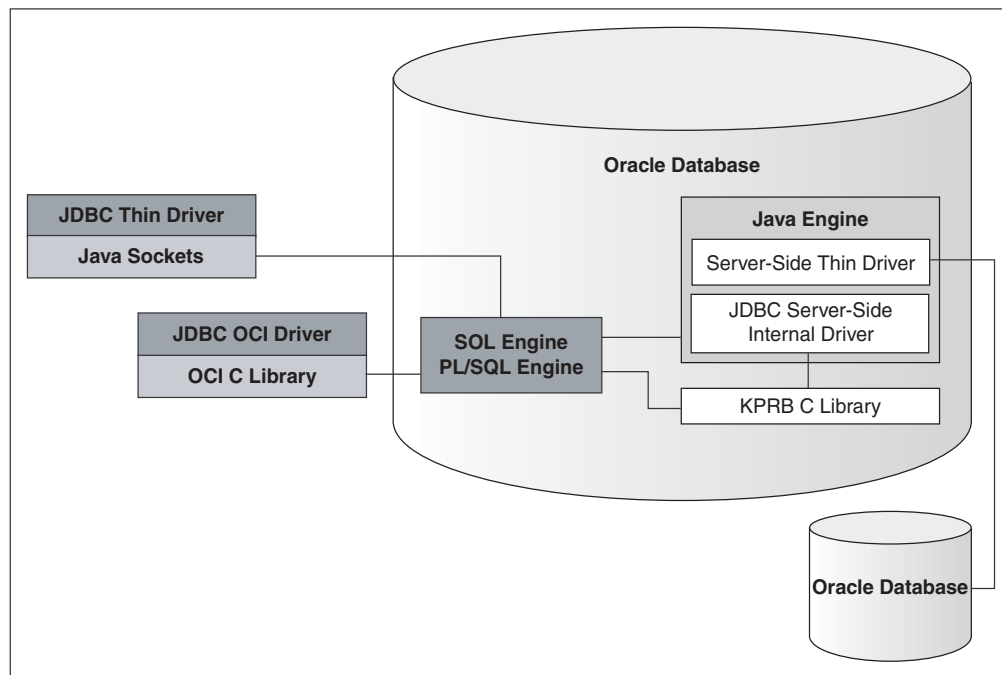 Oracle Database
JDBC Thin Driver
Java Sockets
Java Engine
Server-Side Thin Driver
JDBC Server-Side
Internal Driver
JDBC OCI Driver
OCI C Library
SOL Engine
PL/SQL Engine
KPRB C Library
Oracle Database